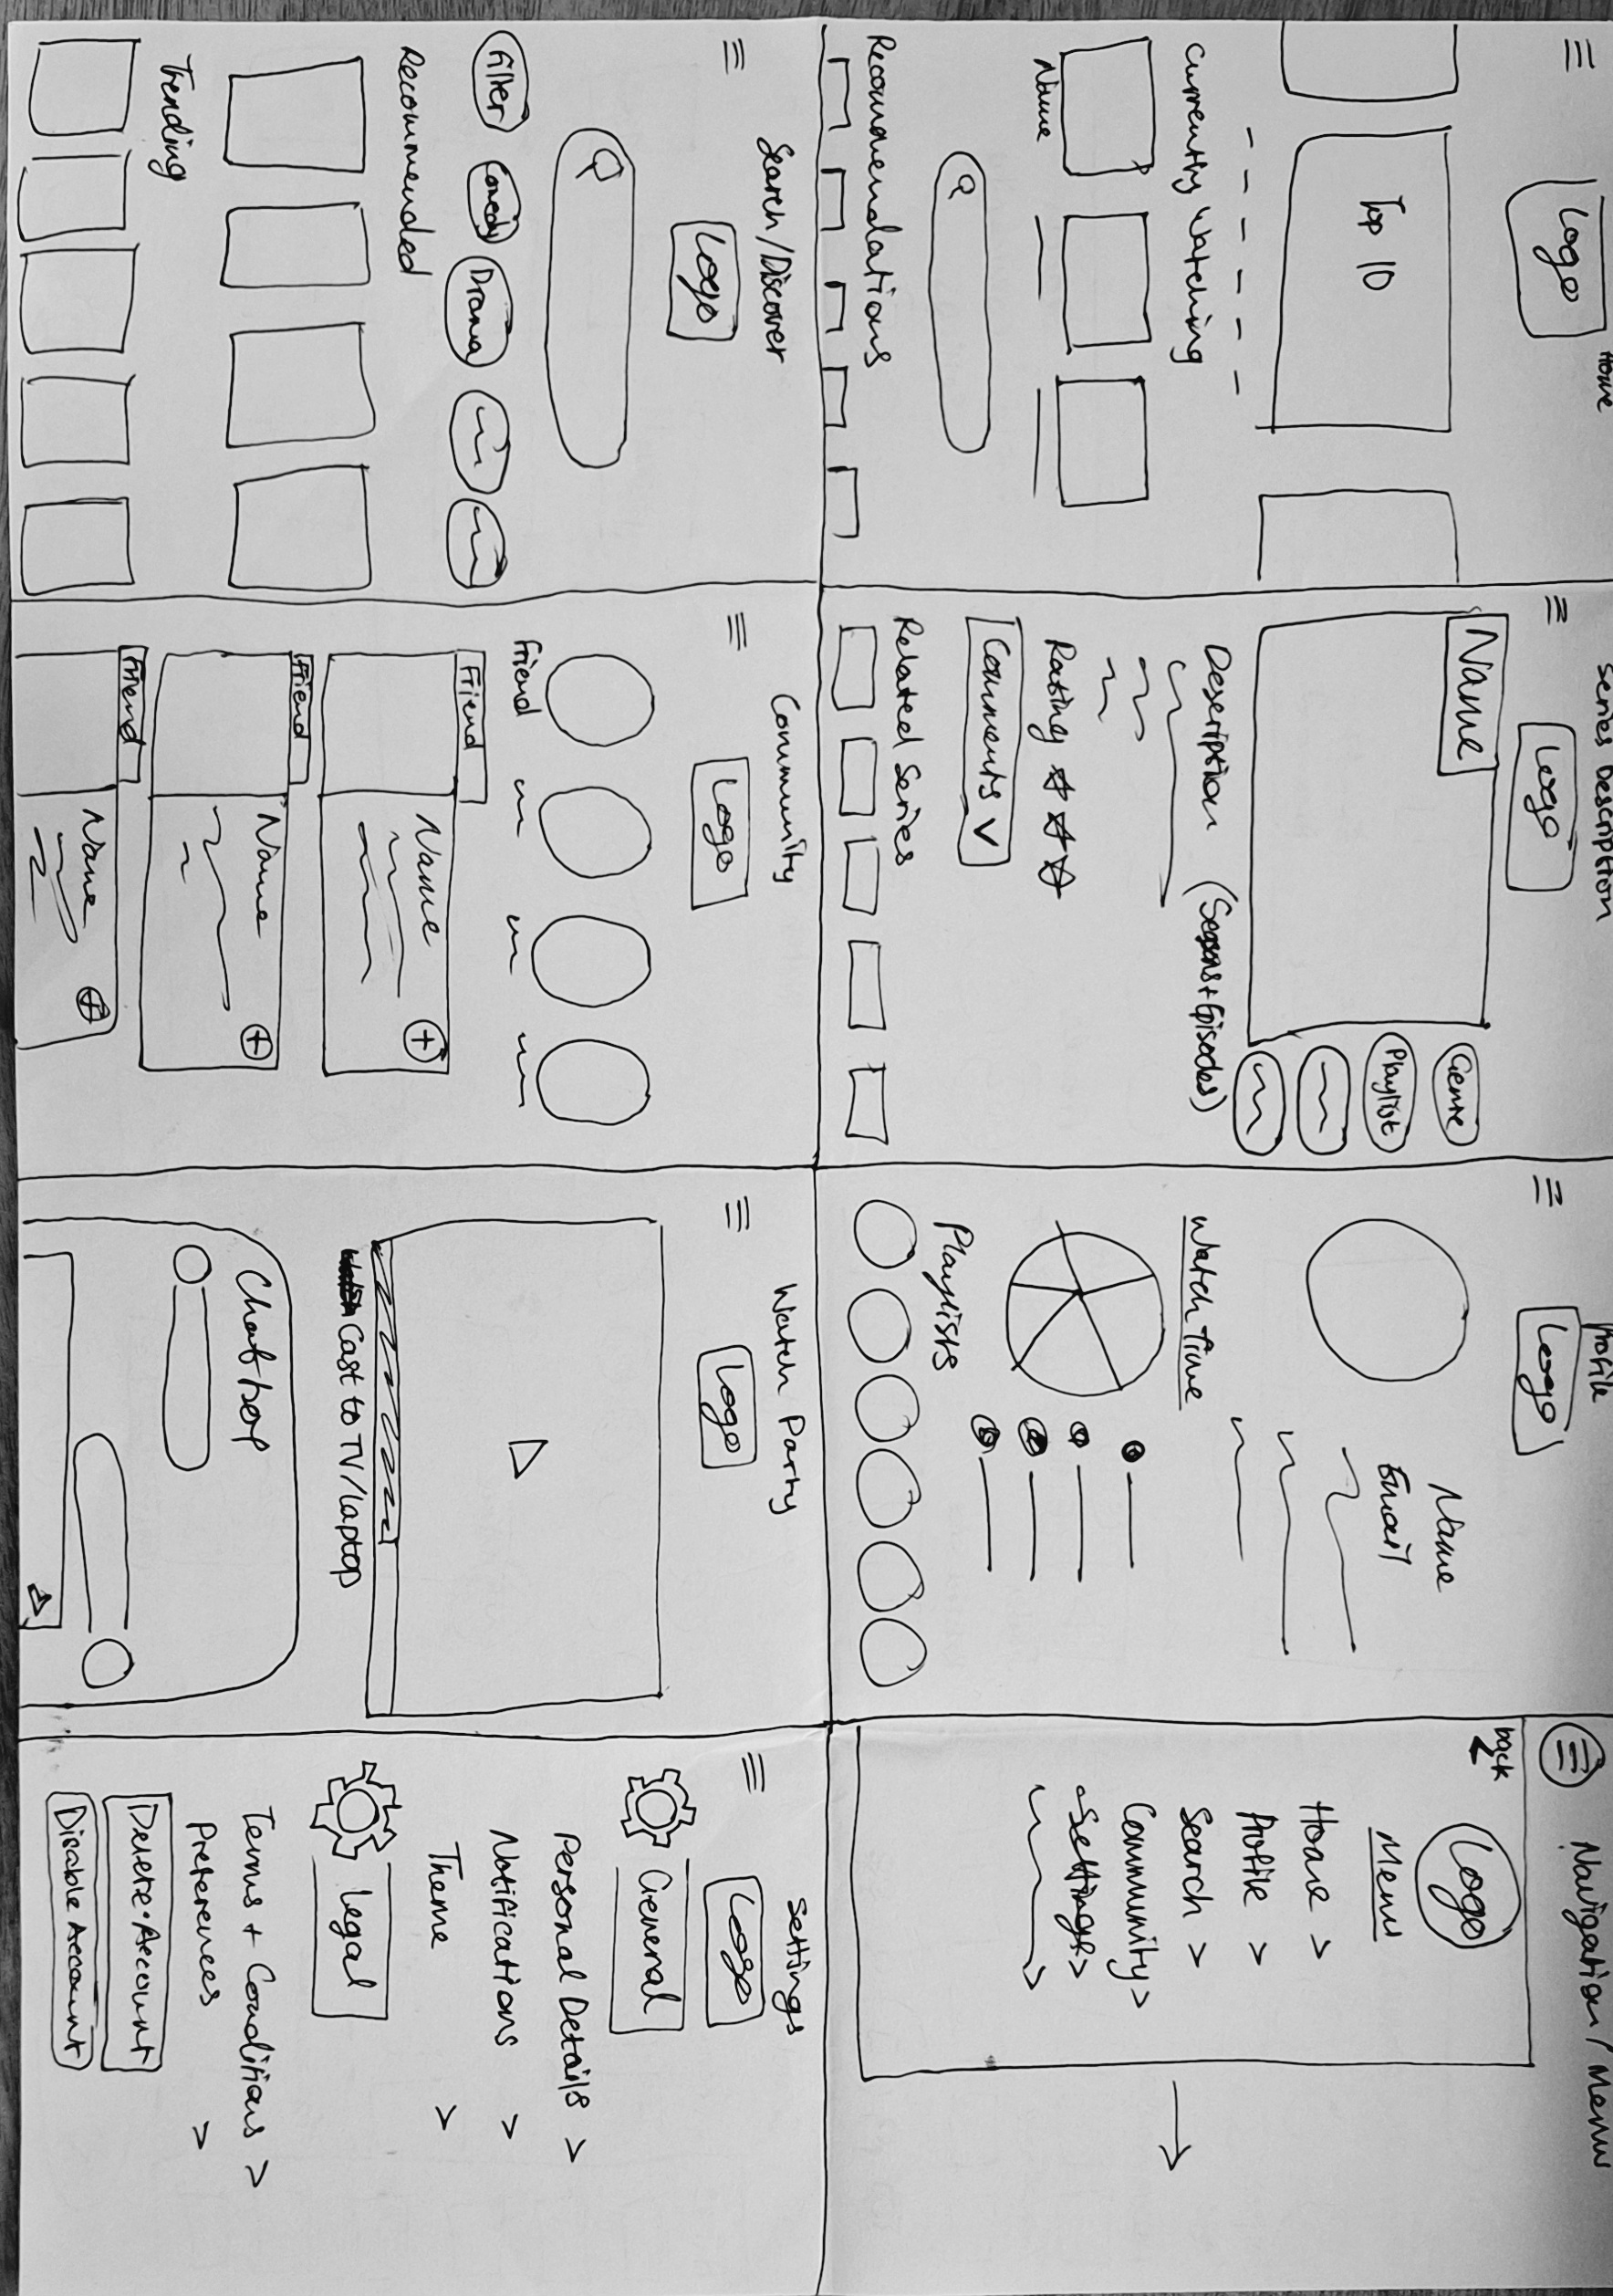 Home
Logo
Top 10
Currently Watching
Name
Recommendations
Series Description
Logo
Name
Genre
Playlist
Description (Seasons+Episodes)
Rating
Comments
Related Series
Profile
Logo
Name
Email
Watch Time
Playlists
Navigation/Menu
back
Logo
Menu
Home >
Profile >
Search >
Community >
Settings >
Search/Discover
Logo
Filter Comedy Drama
Recommended
Trending
Community
Logo
Friend
Friend
Name
Friend
Name
Friend
Name
Watch Party
Logo
Cast to TV/laptop
Settings
Logo
General
Personal Details >
Notifications >
Theme >
Legal
Terms + Conditions >
Preferences >
Delete Account
Disable Account